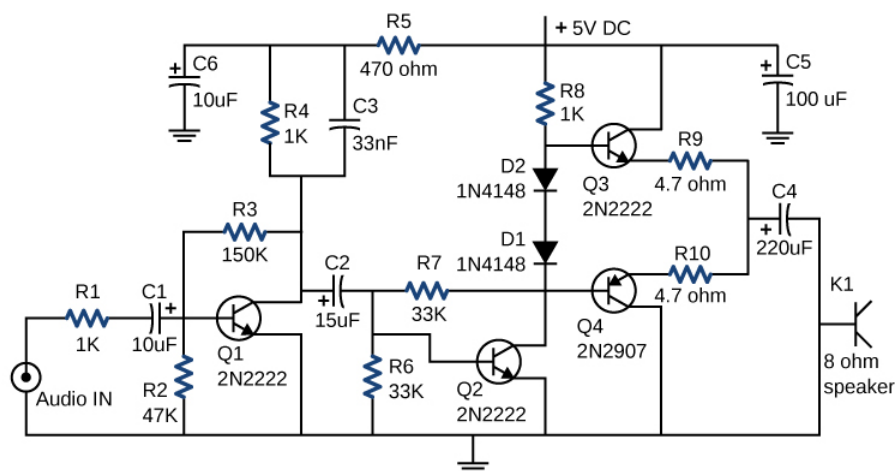 R5
+ 5V DC
470 ohm
+
C6
10uF
R4
1K
C3
33nF
R8
1K
+
C5
100 uF
Q3
2N2222
R9
4.7 ohm
D2
1N4148
C4
+
220uF
R3
150K
D1
1N4148
R10
4.7 ohm
C2
+
15uF
R7
33K
K1
R1
1K
C1
+
10uF
Q4
2N2907
Q1
2N2222
R2
47K
R6
33K
Q2
2N2222
8 ohm
speaker
Audio IN